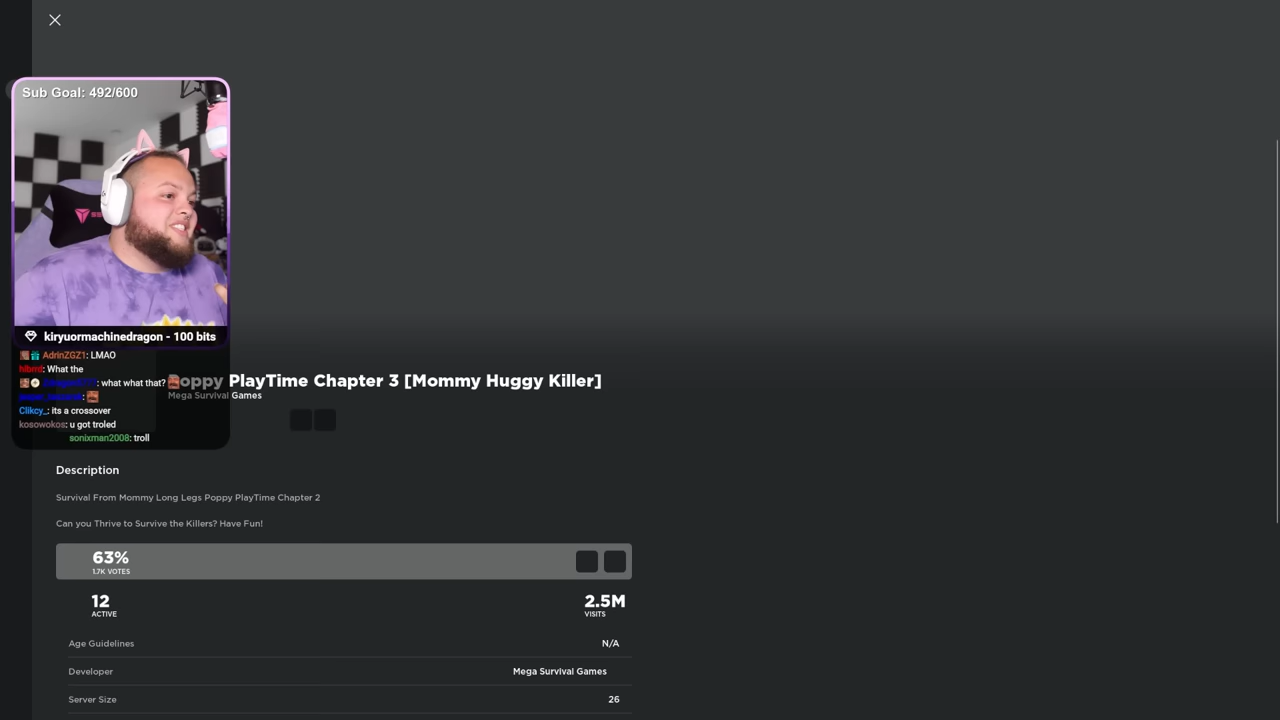 Sub Goal: 492/600
kiryuormachinedragon - 100 bits
AdrinZGZ1: LMAO
What the
: what what that?
Clikcy_: its a crossover
kosowokos: u got troled
sonixman2008: troll
Poppy PlayTime Chapter 3 [Mommy Huggy Killer]
Mega Survival Games
Description
Survival From Mommy Long Legs Poppy PlayTime Chapter 2
Can you Thrive to Survive the Killers? Have Fun!
63%
1.7K VOTES
12
ACTIVE
2.5M
VISITS
Age Guidelines N/A
Developer Mega Survival Games
Server Size 26